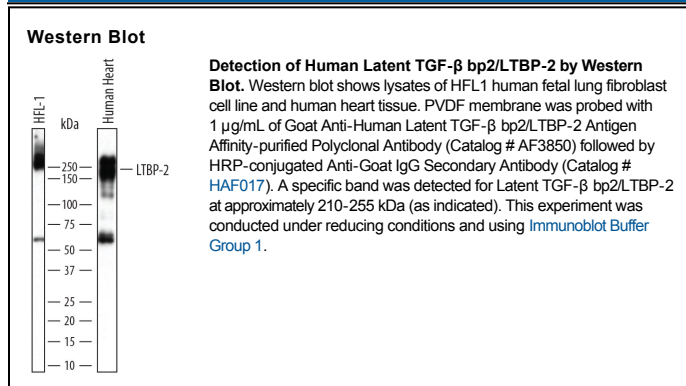 Western Blot
HFL-1
Human Heart
kDa
250
150
100
75
50
37
25
20
15
10
LTBP-2
Detection of Human Latent TGF-β bp2/LTBP-2 by Western
Blot. Western blot shows lysates of HFL1 human fetal lung fibroblast
cell line and human heart tissue. PVDF membrane was probed with
1 µg/mL of Goat Anti-Human Latent TGF-β bp2/LTBP-2 Antigen
Affinity-purified Polyclonal Antibody (Catalog # AF3850) followed by
HRP-conjugated Anti-Goat IgG Secondary Antibody (Catalog #
HAF017). A specific band was detected for Latent TGF-β bp2/LTBP-2
at approximately 210-255 kDa (as indicated). This experiment was
conducted under reducing conditions and using Immunoblot Buffer
Group 1.